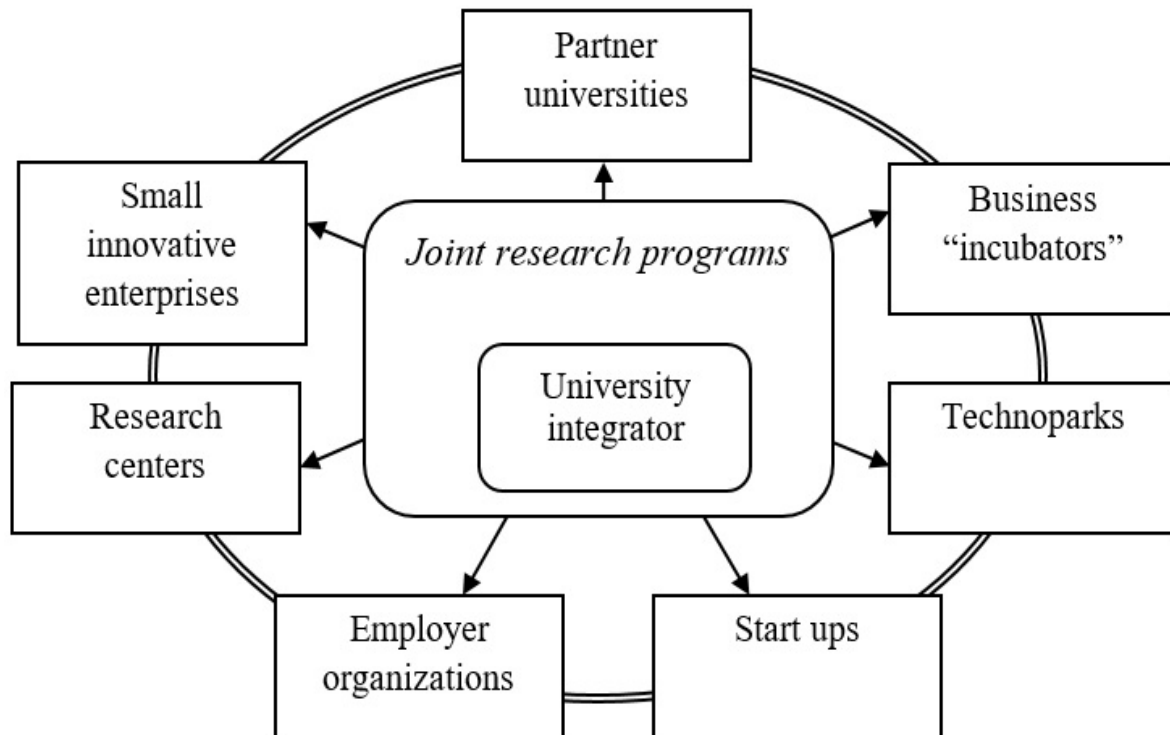 Partner
universities
Small
innovative
enterprises
Business
“incubators”
Joint research programs
University
integrator
Research
centers
Technoparks
Employer
organizations
Start ups